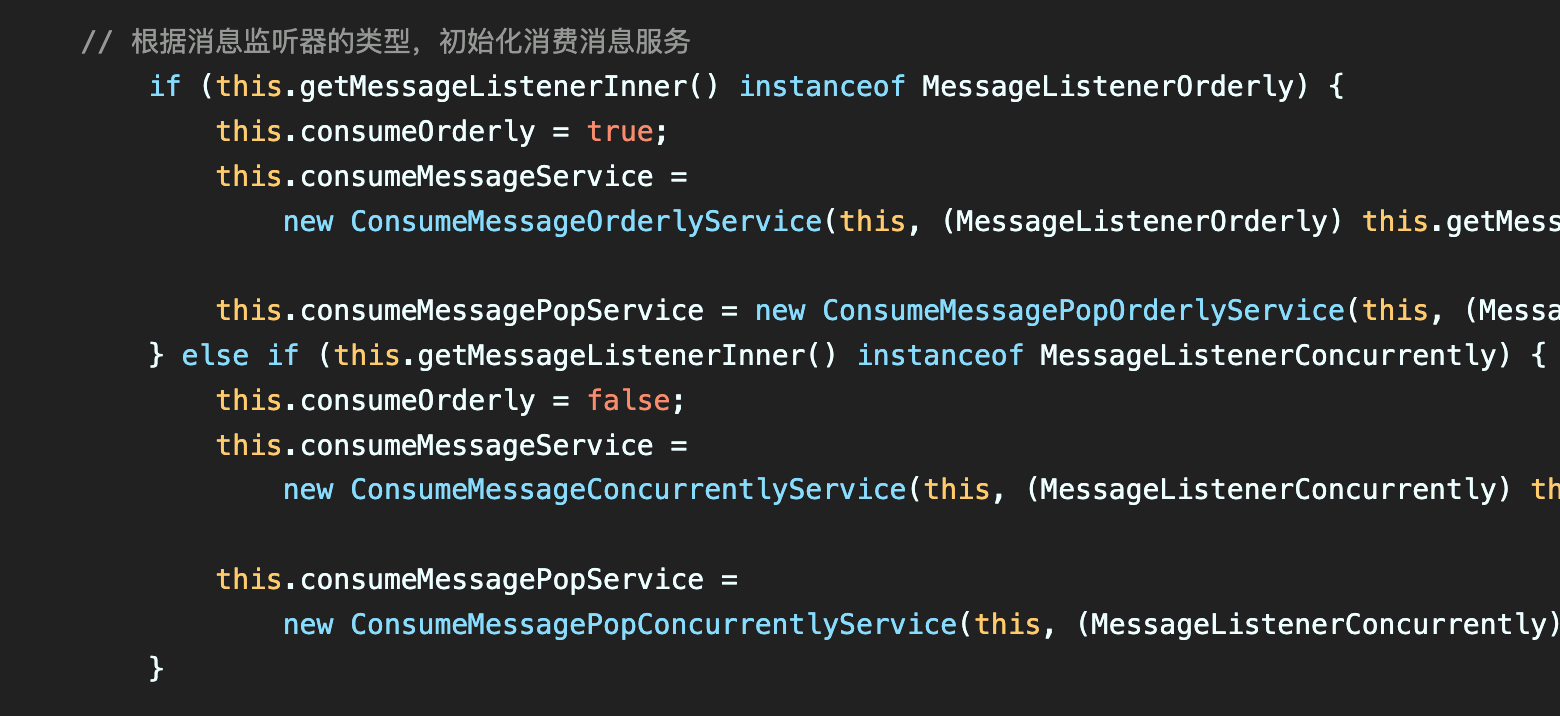 // 根据消息监听器的类型，初始化消费消息服务
if (this.getMessageListenerInner() instanceof MessageListenerOrderly) {
this.consumeOrderly = true;
this.consumeMessageService =
new ConsumeMessageOrderlyService(this, (MessageListenerOrderly) this.getMess
this.consumeMessagePopService = new ConsumeMessagePopOrderlyService(this, (Messa
} else if (this.getMessageListenerInner() instanceof MessageListenerConcurrently) {
this.consumeOrderly = false;
this.consumeMessageService =
new ConsumeMessageConcurrentlyService(this, (MessageListenerConcurrently) th
this.consumeMessagePopService =
new ConsumeMessagePopConcurrentlyService(this, (MessageListenerConcurrently)
}